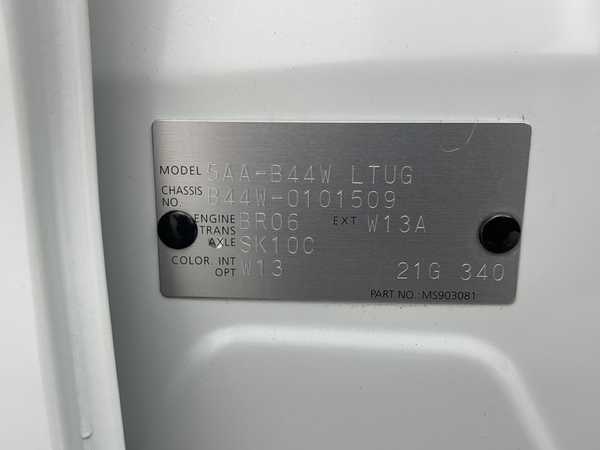 MODEL 5AA-B44W LTUG
CHASSIS NO. B44W-0101509
ENGINE BR06 EXT W13A
TRANS AXLE SK10C
COLOR. INT OPT W13 21G 340
PART NO.: MS903081